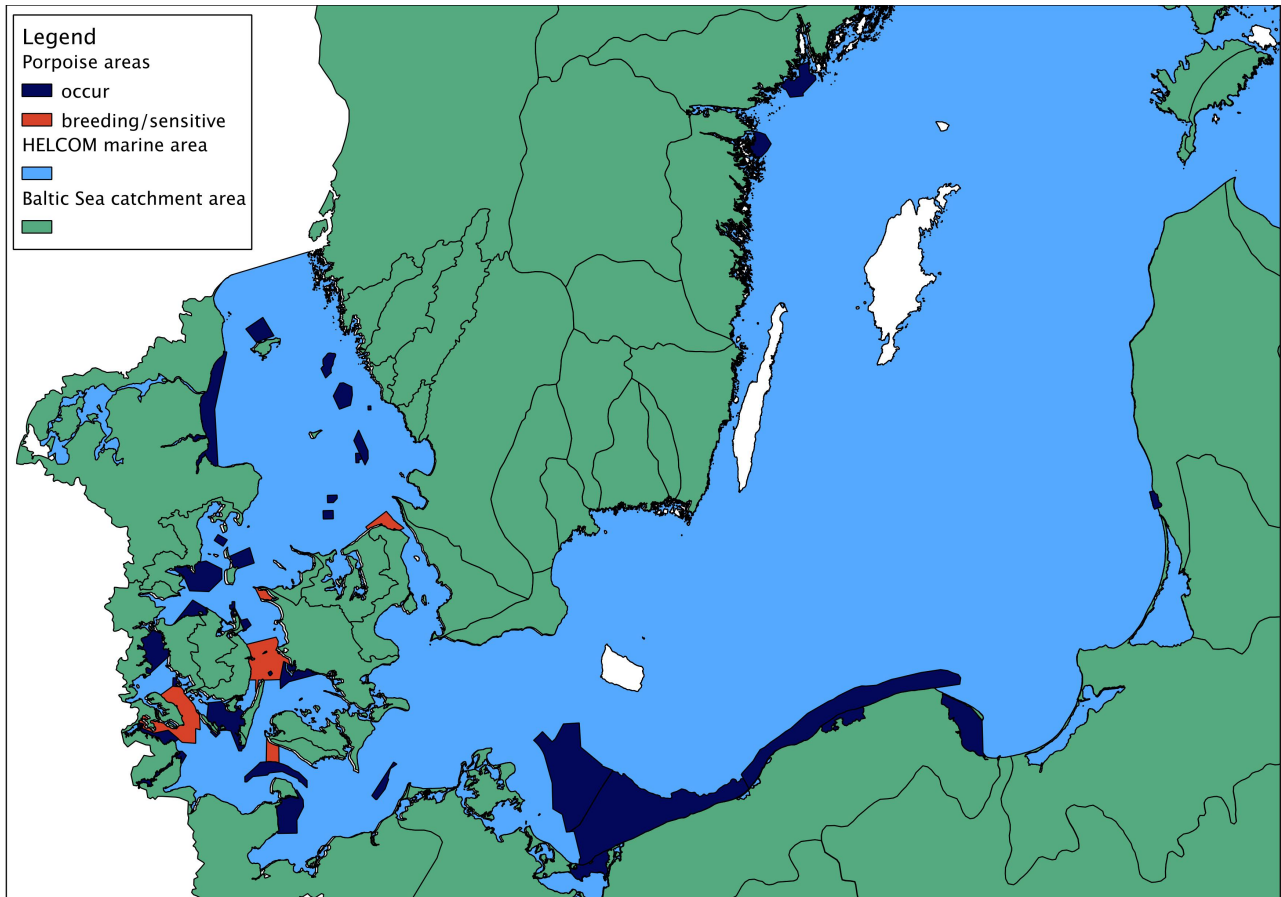 Legend
Porpoise areas
occur
breeding/sensitive
HELCOM marine area
Baltic Sea catchment area